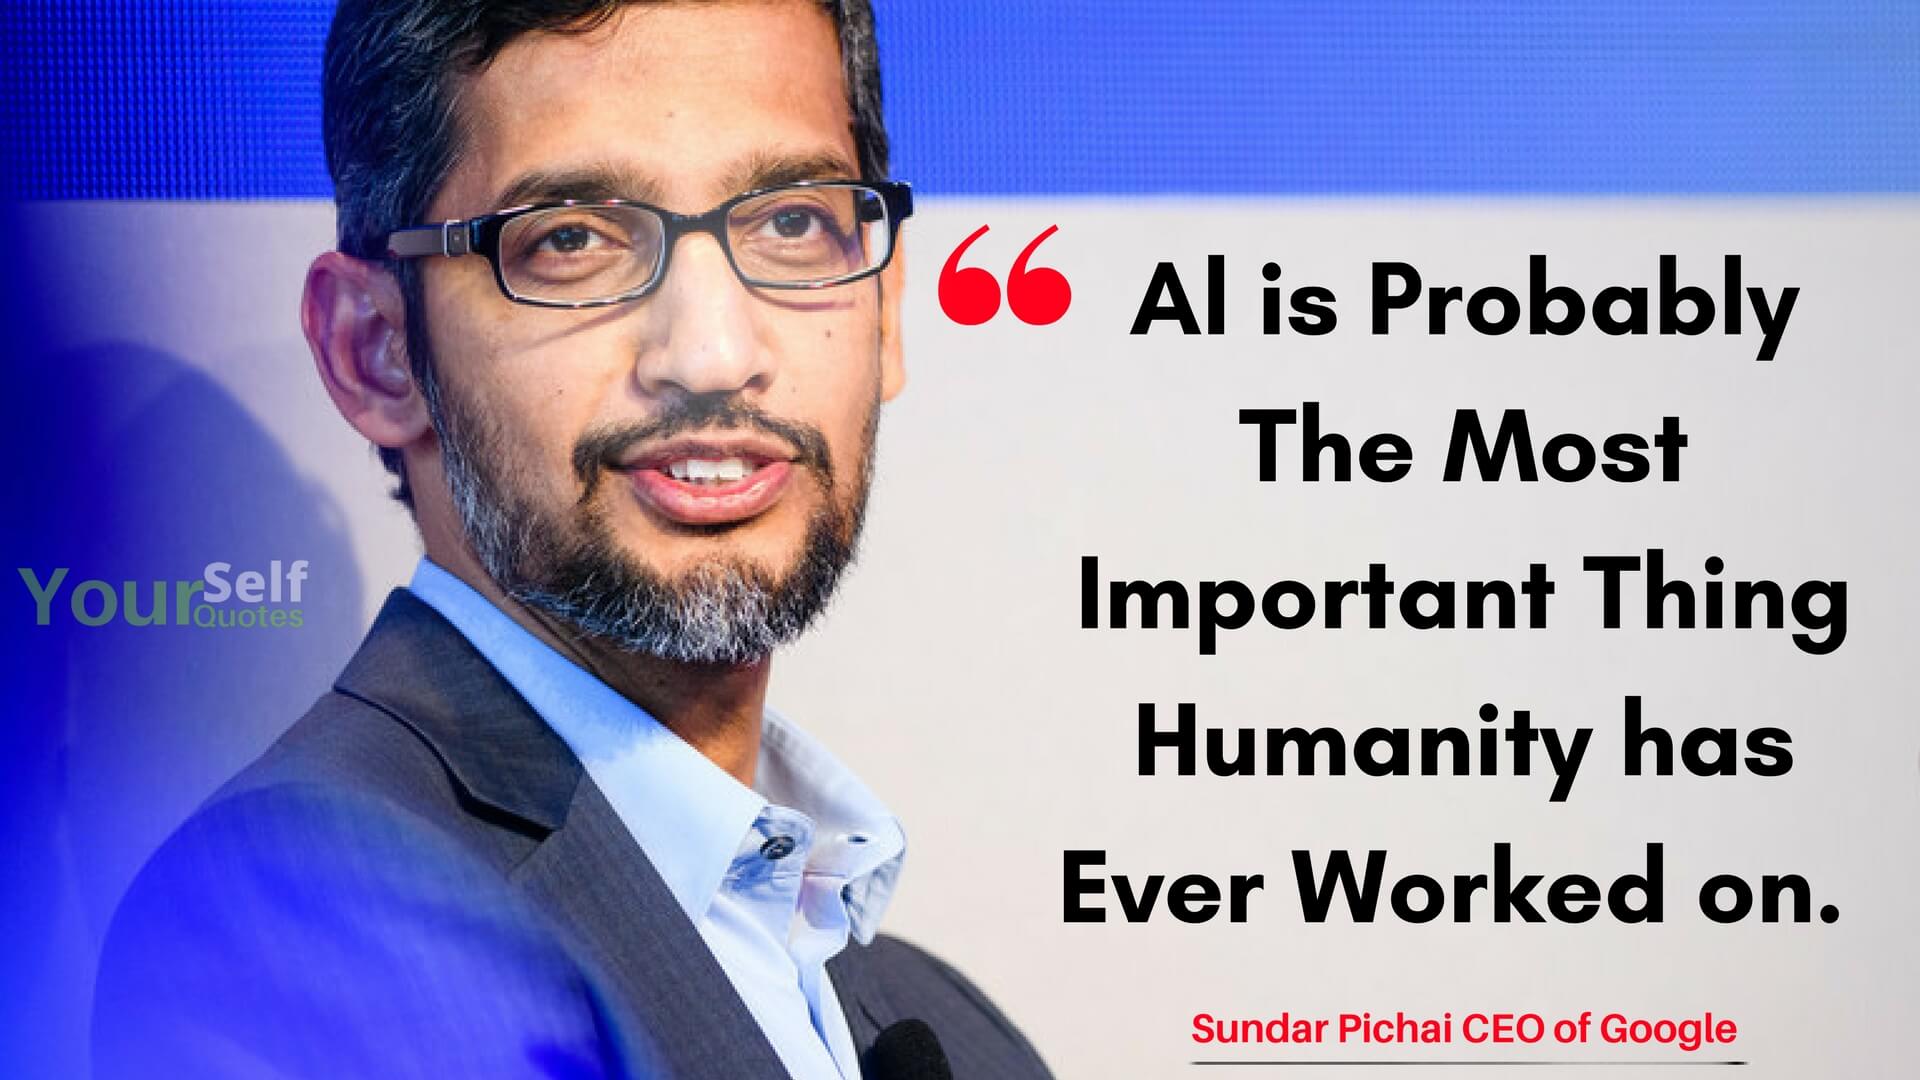 YourSelf
Quotes
“ AI is Probably
The Most
Important Thing
Humanity has
Ever Worked on.
Sundar Pichai CEO of Google